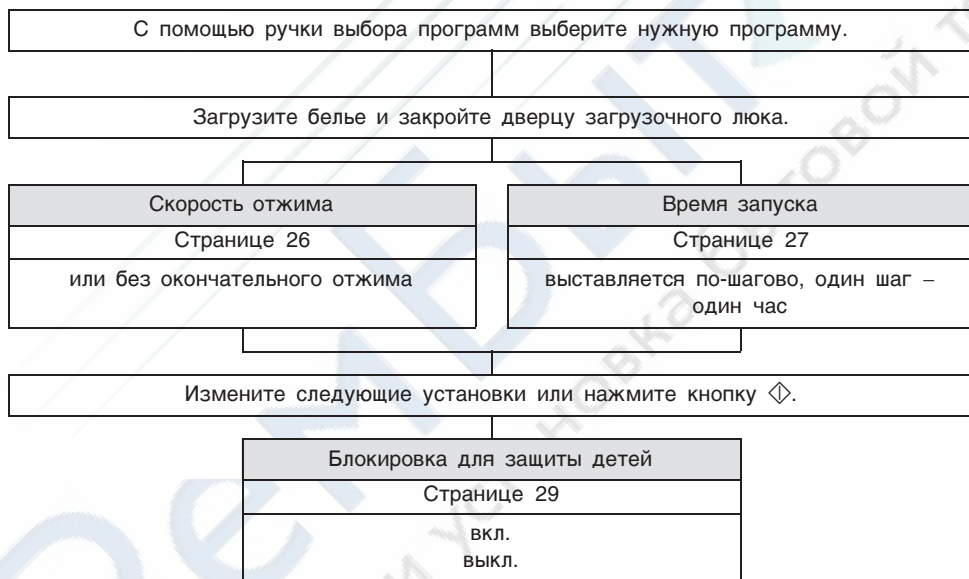 С помощью ручки выбора программ выберите нужную программу.
Загрузите белье и закройте дверцу загрузочного люка.
Скорость отжима
Странице 26
или без окончательного отжима
Время запуска
Странице 27
выставляется по-шагово, один шаг –
один час
Измените следующие установки или нажмите кнопку.
Блокировка для защиты детей
Странице 29
вкл.
выкл.
РемБыт